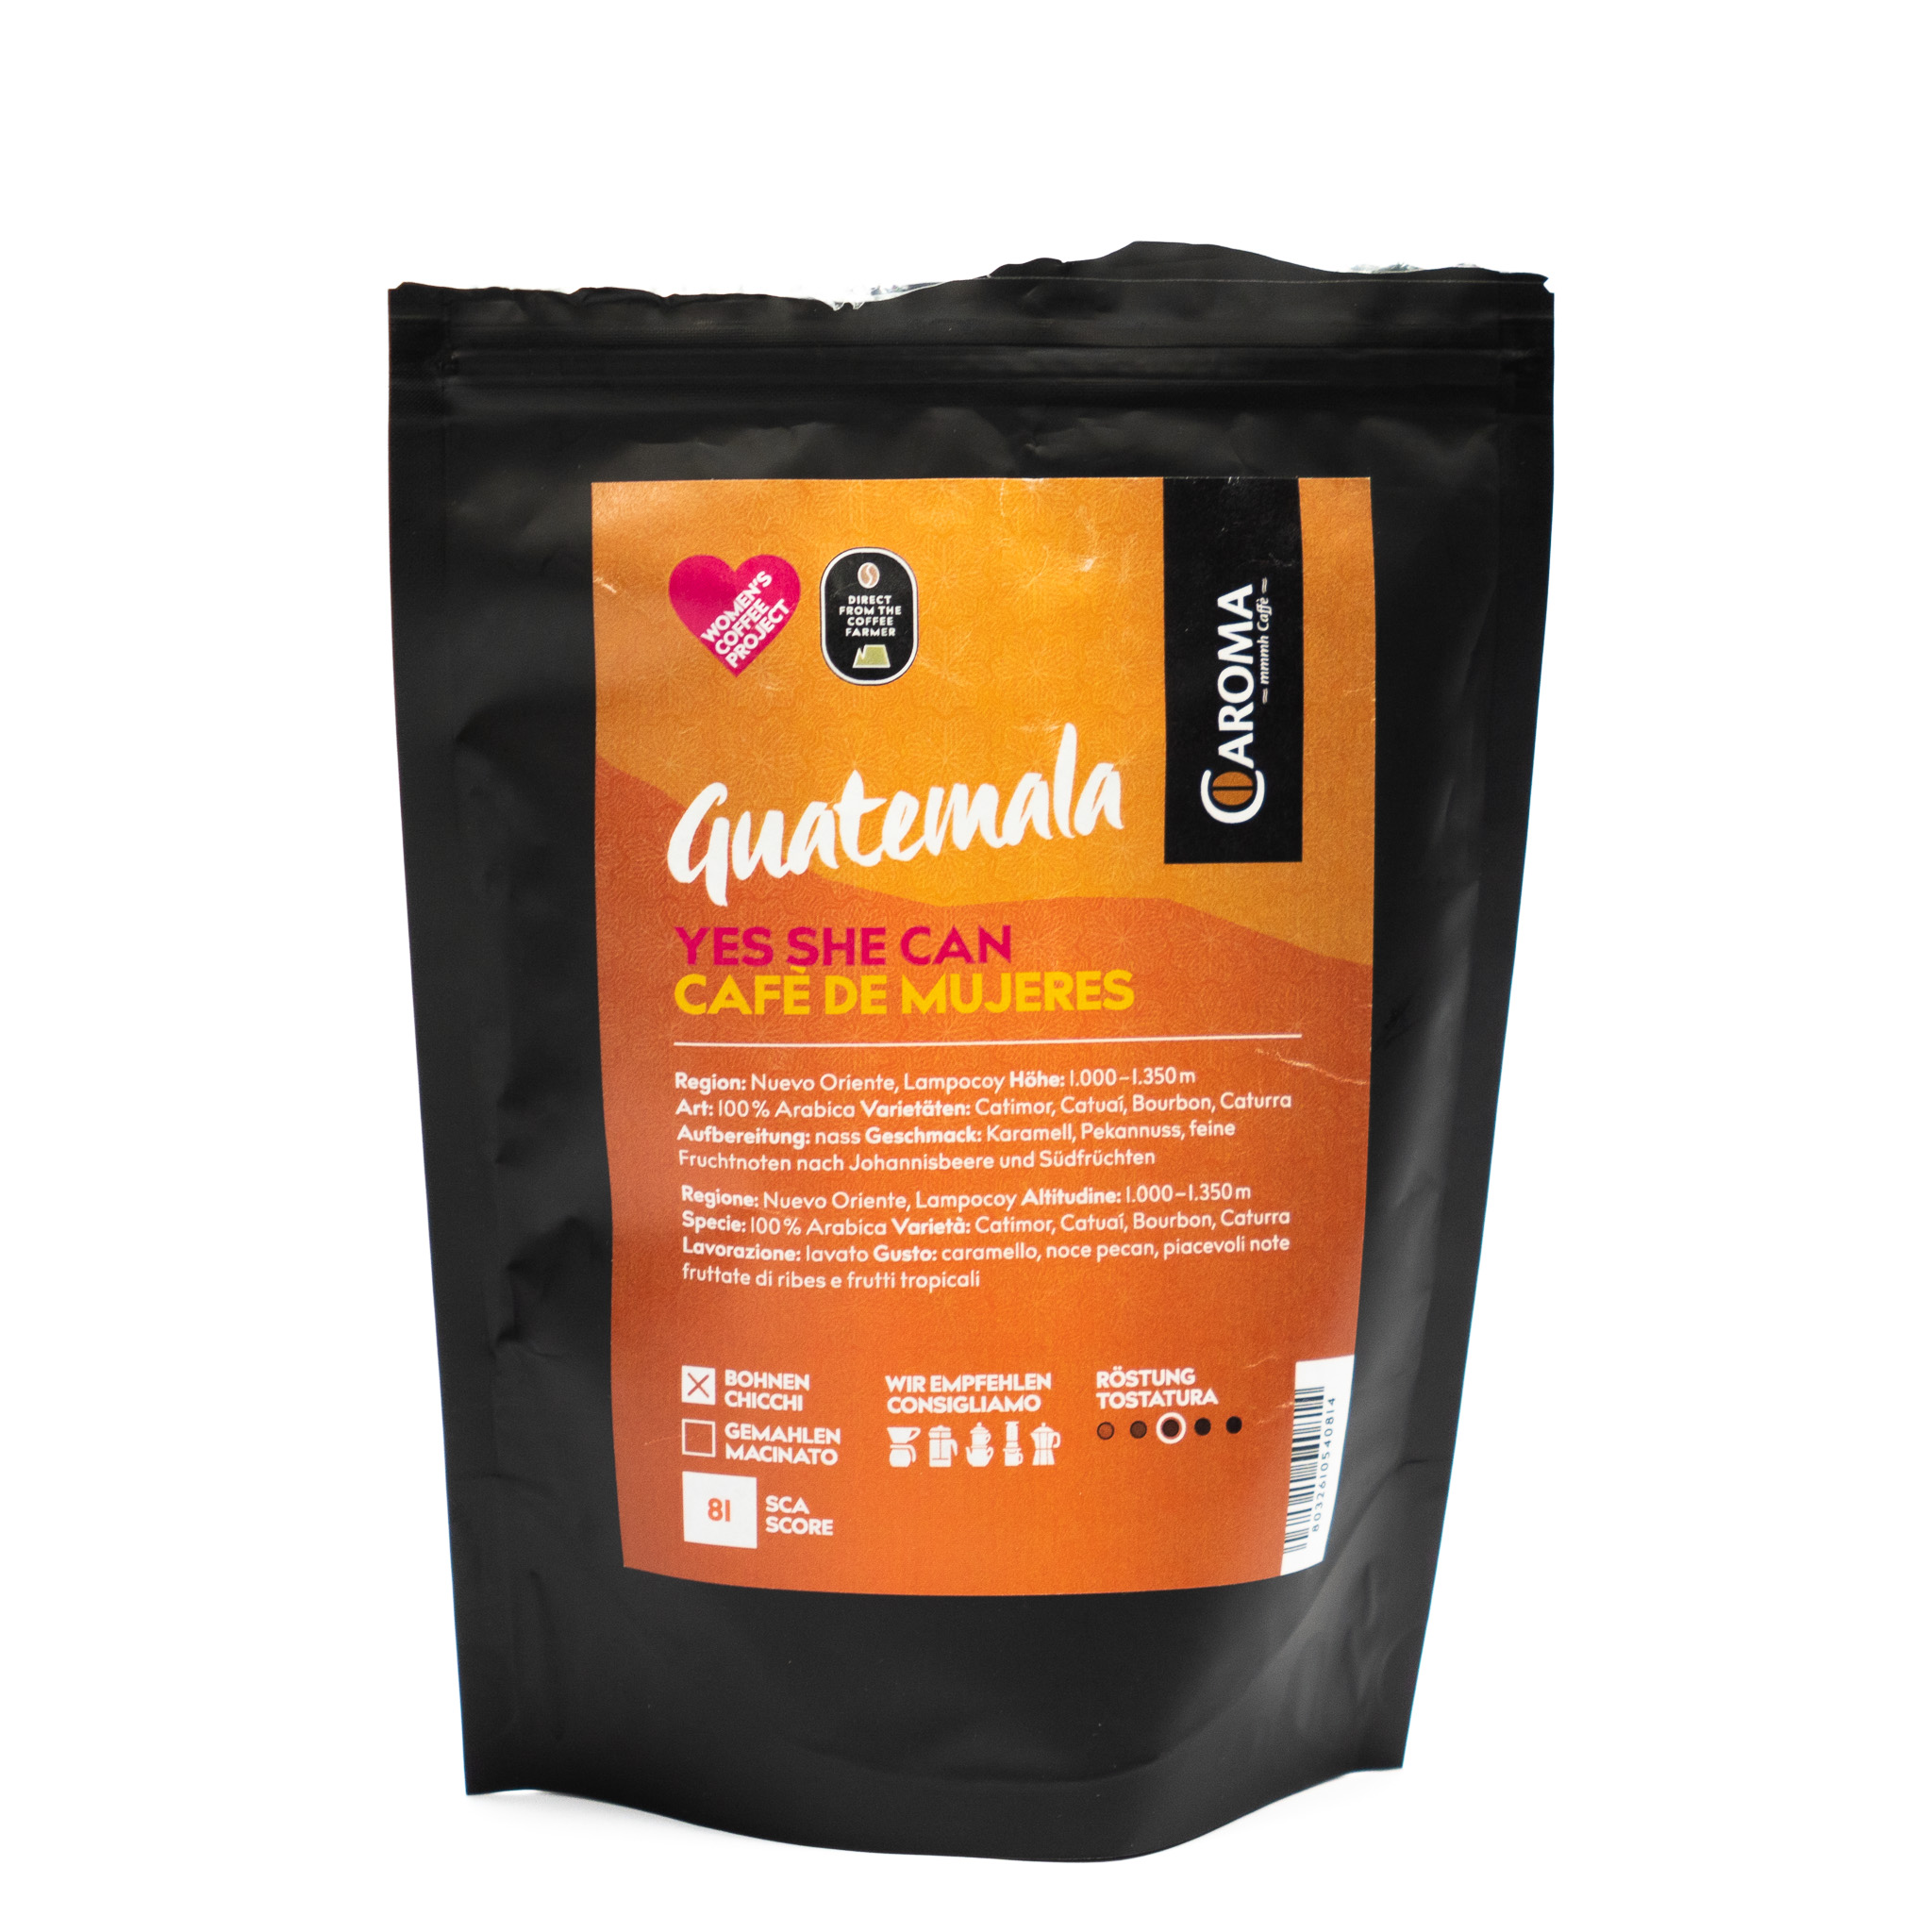 WOMEN'S
COFFEE
PROJECT
DIRECT
FROM THE
COFFEE
FARMER
CAROMA
mmmh Caffè
Guatemala
YES SHE CAN
CAFÈ DE MUJERES
Region: Nuevo Oriente, Lampocoy Höhe: 1.000–1.350 m
Art: 100 % Arabica Varietäten: Catimor, Catuaí, Bourbon, Caturra
Aufbereitung: nass Geschmack: Karamell, Pekannuss, feine
Fruchtnoten nach Johannisbeere und Südfrüchten
Regione: Nuevo Oriente, Lampocoy Altitudine: 1.000–1.350 m
Specie: 100 % Arabica Varietà: Catimor, Catuaí, Bourbon, Caturra
Lavorazione: lavato Gusto: caramello, noce pecan, piacevoli note
fruttate di ribes e frutti tropicali
BOHNEN
CHICCHI
GEMAHLEN
MACINATO
81
SCA
SCORE
WIR EMPFEHLEN
CONSIGLIAMO
RÖSTUNG
TOSTATURA
8032610540814